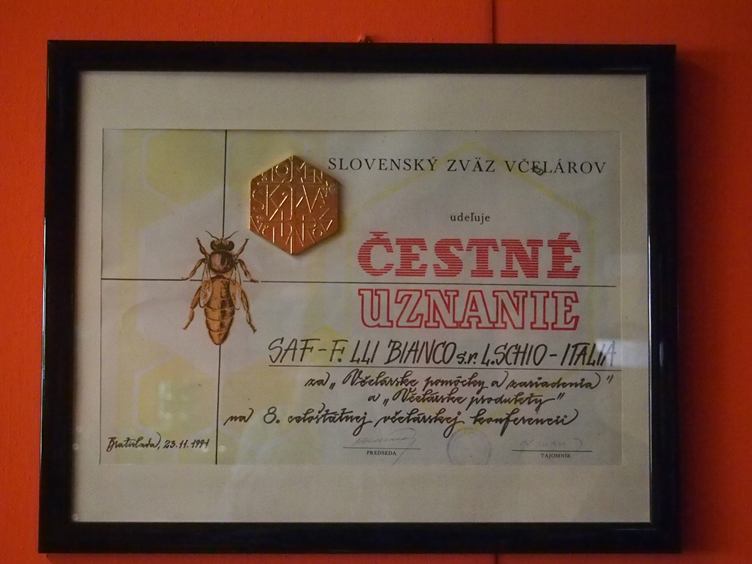 SLOVENSKÝ ZVÄZ VČELÁROV
udeľuje
ČESTNÉ
UZNANIE
SAF-F. LLI BIANCO s.r.L. SCHIO - ITALIA
za „Včelárske pomôcky a zariadenia"
a „Včelárske produkty"
na 8. celoštátnej včelárskej konferencii
Bratislava, 23.11.1991
PREDSEDA
TAJOMNÍK